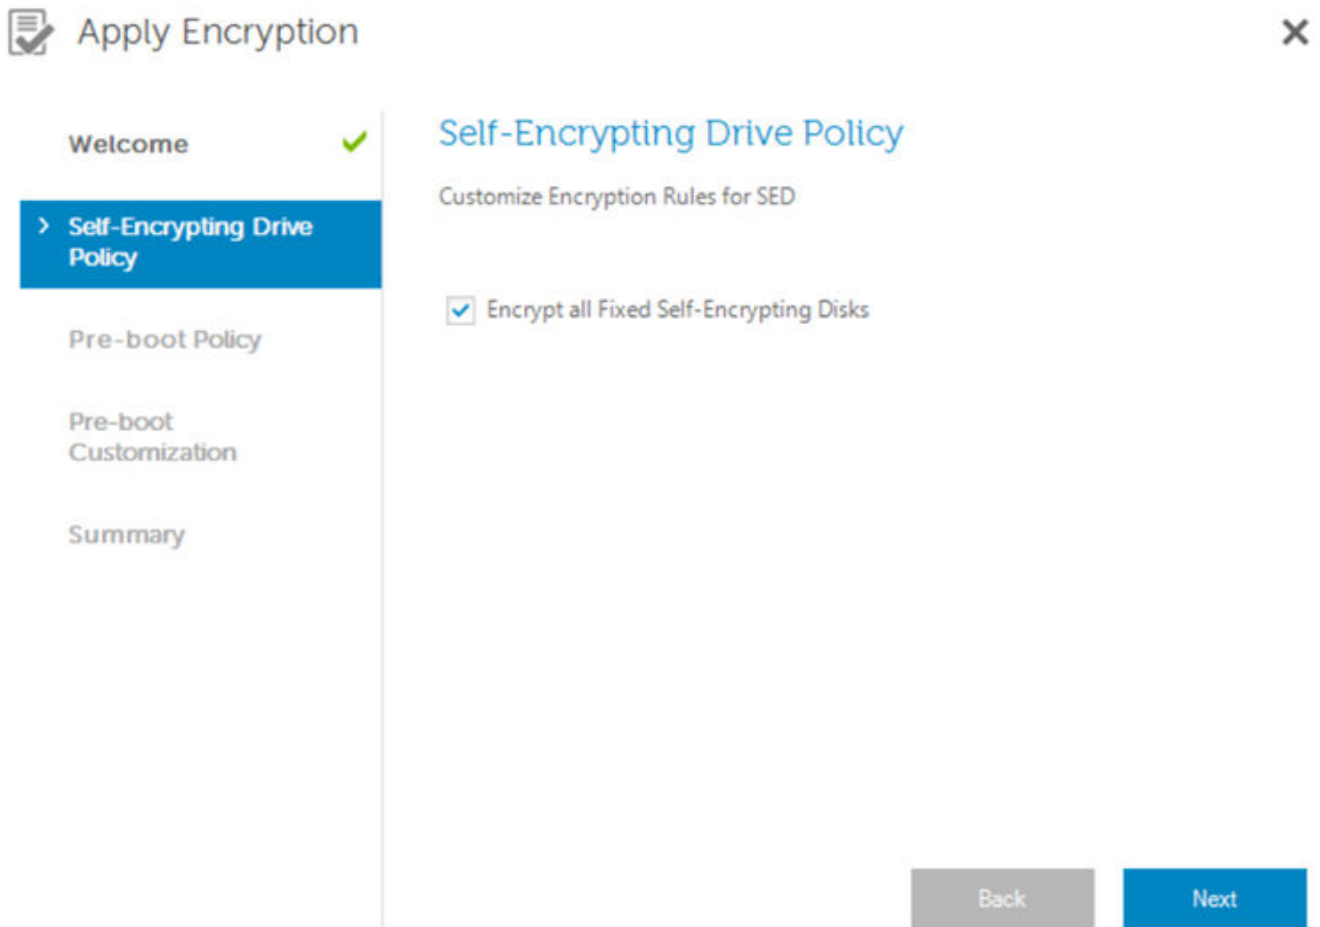 Apply Encryption
Welcome
Self-Encrypting Drive
Policy
Pre-boot Policy
Pre-boot
Customization
Summary
Self-Encrypting Drive Policy
Customize Encryption Rules for SED
Encrypt all Fixed Self-Encrypting Disks
Back
Next